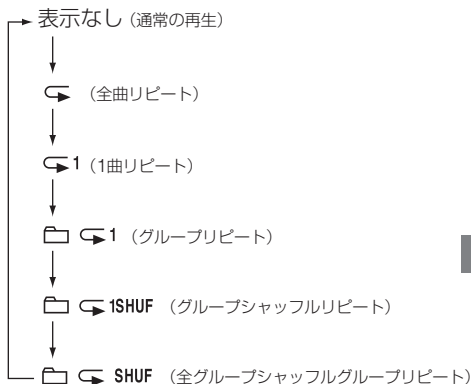 表示なし（通常の再生）
（全曲リピート）
1（1曲リピート）
1（グループリピート）
1SHUF（グループシャッフルリピート）
SHUF（全グループシャッフルグループリピート）